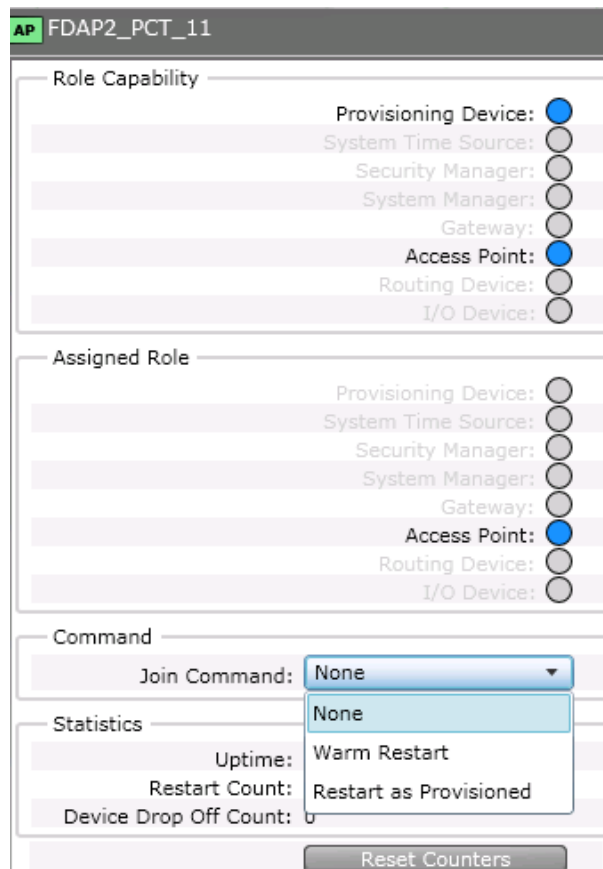 AP FDAP2_PCT_11
Role Capability
Provisioning Device:
System Time Source:
Security Manager:
System Manager:
Gateway:
Access Point:
Routing Device:
I/O Device:
Assigned Role
Provisioning Device:
System Time Source:
Security Manager:
System Manager:
Gateway:
Access Point:
Routing Device:
I/O Device:
Command
Join Command: None
None
Statistics
Uptime: Warm Restart
Restart Count: Restart as Provisioned
Device Drop Off Count: 0
Reset Counters